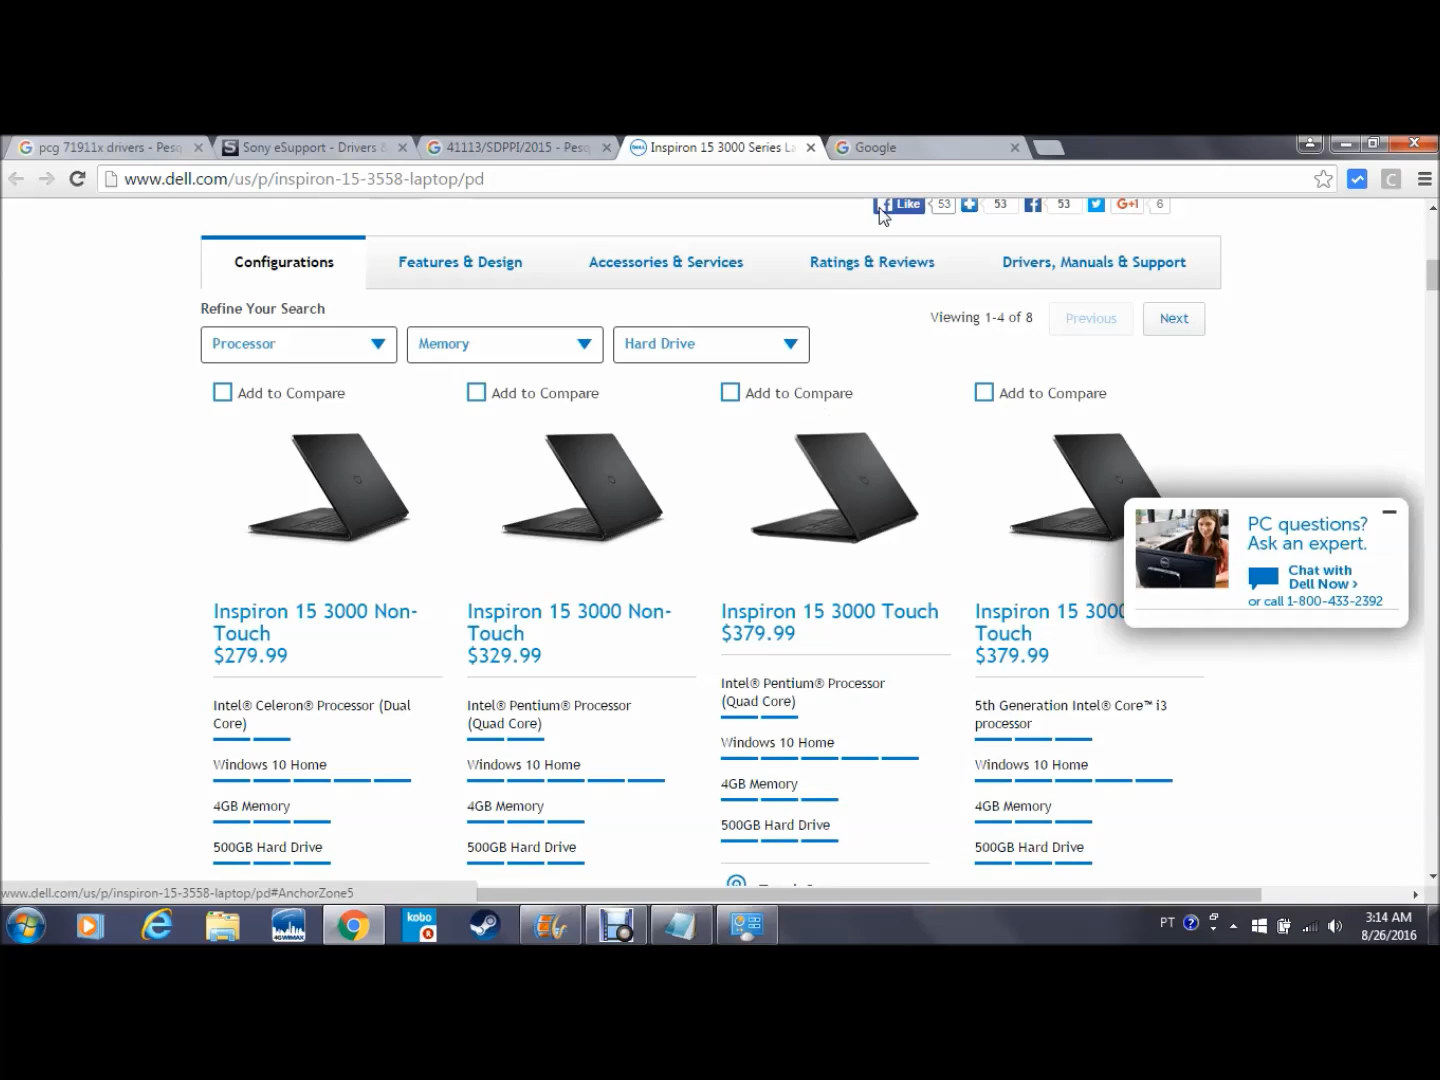 pcg 71911x drivers - Pesq
Sony eSupport - Drivers &
41113/SDPPI/2015 - Pesq
Inspiron 15 3000 Series La
Google
www.dell.com/us/p/inspiron-15-3558-laptop/pd
Like 53 53 53 G+1 6
Configurations
Features & Design
Accessories & Services
Ratings & Reviews
Drivers, Manuals & Support
Refine Your Search
Viewing 1-4 of 8
Previous
Next
Processor
Memory
Hard Drive
Add to Compare
Add to Compare
Add to Compare
Add to Compare
Inspiron 15 3000 Non-
Touch
$279.99
Intel® Celeron® Processor (Dual
Core)
Windows 10 Home
4GB Memory
500GB Hard Drive
Inspiron 15 3000 Non-
Touch
$329.99
Intel® Pentium® Processor
(Quad Core)
Windows 10 Home
4GB Memory
500GB Hard Drive
Inspiron 15 3000 Touch
$379.99
Intel® Pentium® Processor
(Quad Core)
Windows 10 Home
4GB Memory
500GB Hard Drive
Inspiron 15 3000
Touch
$379.99
5th Generation Intel® Core™ i3
processor
Windows 10 Home
4GB Memory
500GB Hard Drive
PC questions?
Ask an expert.
Chat with
Dell Now ›
or call 1-800-433-2392
www.dell.com/us/p/inspiron-15-3558-laptop/pd#AnchorZone5
4GWIMAX
kobo
PT
3:14 AM
8/26/2016